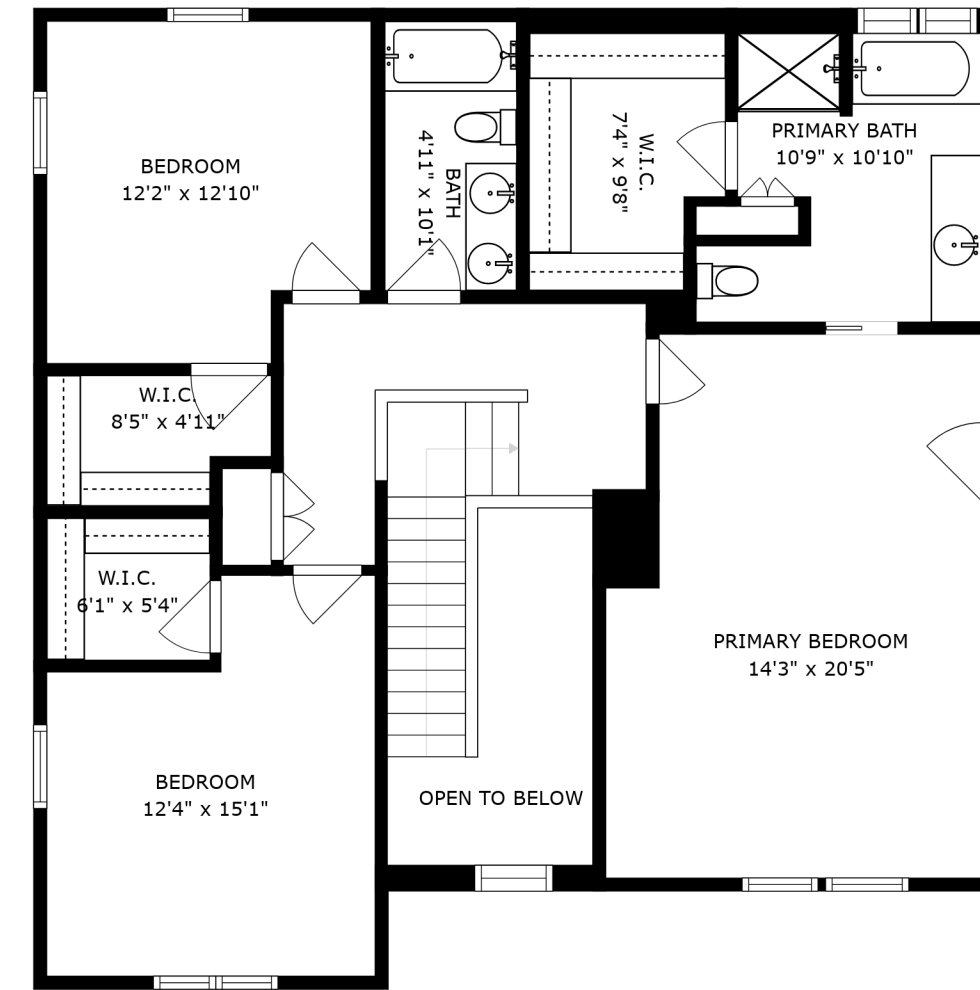 PRIMARY BATH
10'9" x 10'10"
BEDROOM
12'2" x 12'10"
BATH
4'11" x 10'1"
W.I.C.
7'4" x 9'8"
W.I.C.
8'5" x 4'11"
W.I.C.
6'1" x 5'4"
PRIMARY BEDROOM
14'3" x 20'5"
BEDROOM
12'4" x 15'1"
OPEN TO BELOW